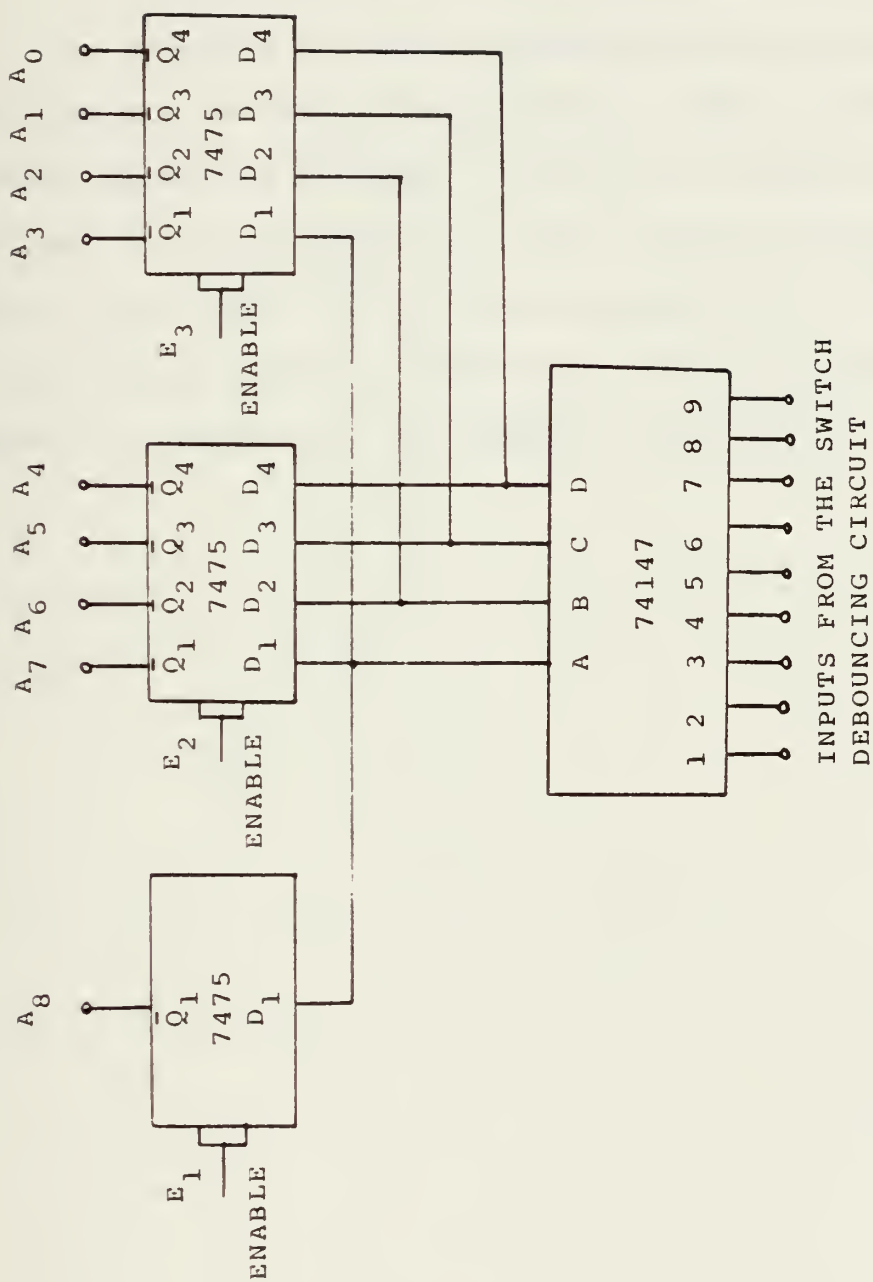 A8
Q̄1
7475
D1
E1
ENABLE
A7 A6 A5 A4
Q̄1 Q̄2 Q̄3 Q̄4
7475
D1 D2 D3 D4
E2
ENABLE
A3 A2 A1 A0
Q̄1 Q̄2 Q̄3 Q̄4
7475
D1 D2 D3 D4
E3
ENABLE
A B C D
74147
1 2 3 4 5 6 7 8 9
INPUTS FROM THE SWITCH
DEBOUNCING CIRCUIT